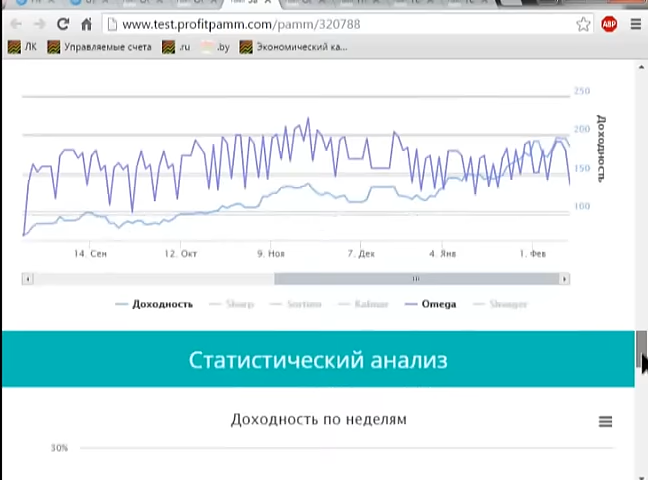 www.test.profitpamm.com/pamm/320788
ABP
ЛК Управляемые счета .ru .by Экономический ка...
250
200
150
100
Доходность
14. Сен 12. Окт 9. Ноя 7. Дек 4. Янв 1. Фев
Доходность Sharp Sortino Kalmar Omega Shwager
Статистический анализ
Доходность по неделям
30%